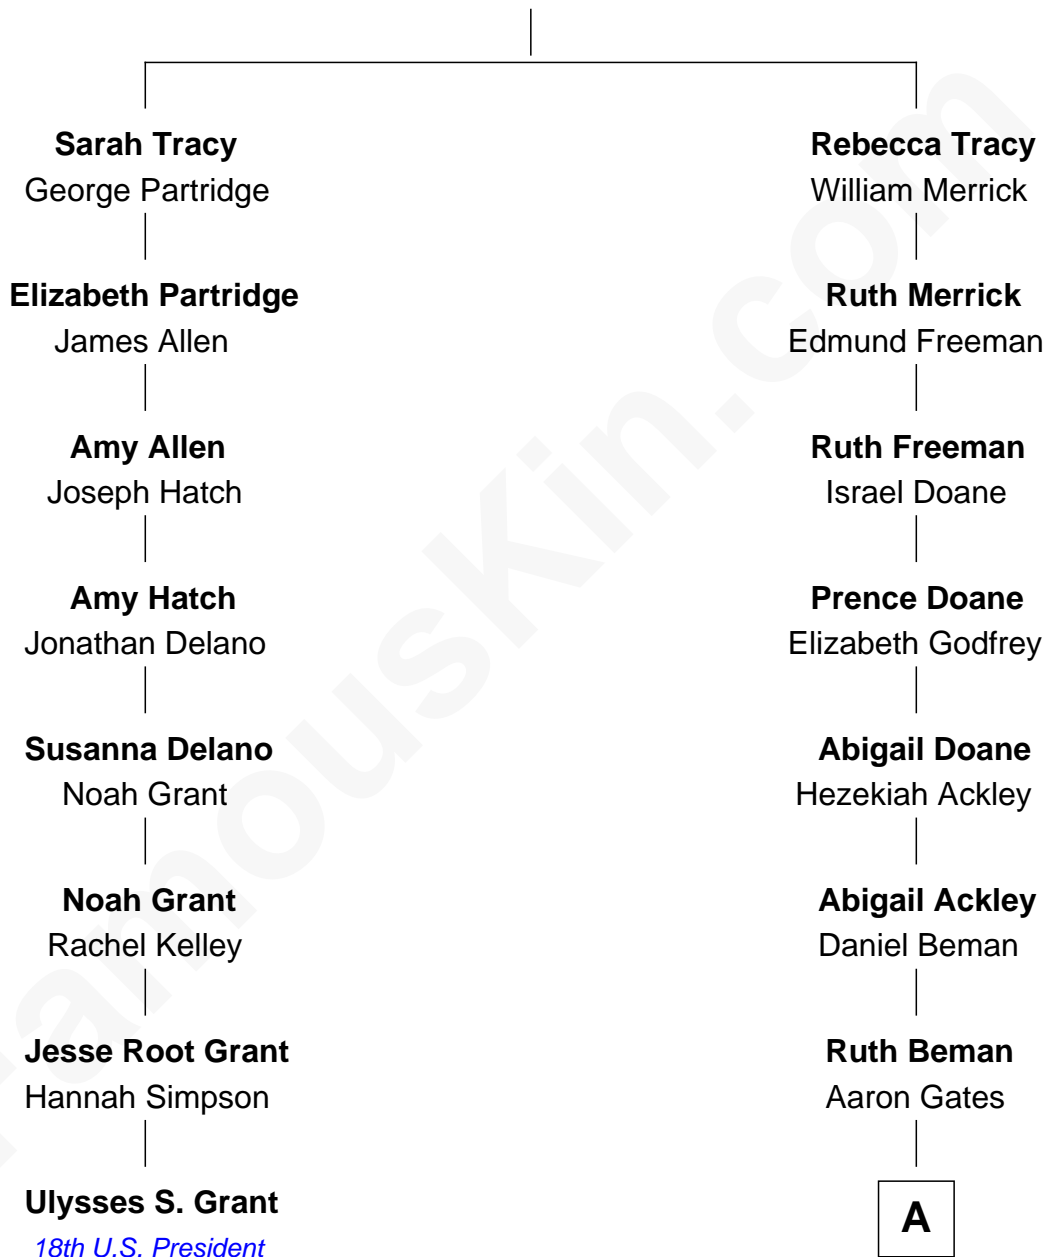 Sarah Tracy
George Partridge
Elizabeth Partridge
James Allen
Amy Allen
Joseph Hatch
Amy Hatch
Jonathan Delano
Susanna Delano
Noah Grant
Noah Grant
Rachel Kelley
Jesse Root Grant
Hannah Simpson
Ulysses S. Grant
18th U.S. President
Rebecca Tracy
William Merrick
Ruth Merrick
Edmund Freeman
Ruth Freeman
Israel Doane
Prence Doane
Elizabeth Godfrey
Abigail Doane
Hezekiah Ackley
Abigail Ackley
Daniel Beman
Ruth Beman
Aaron Gates
A
FamousKin.com